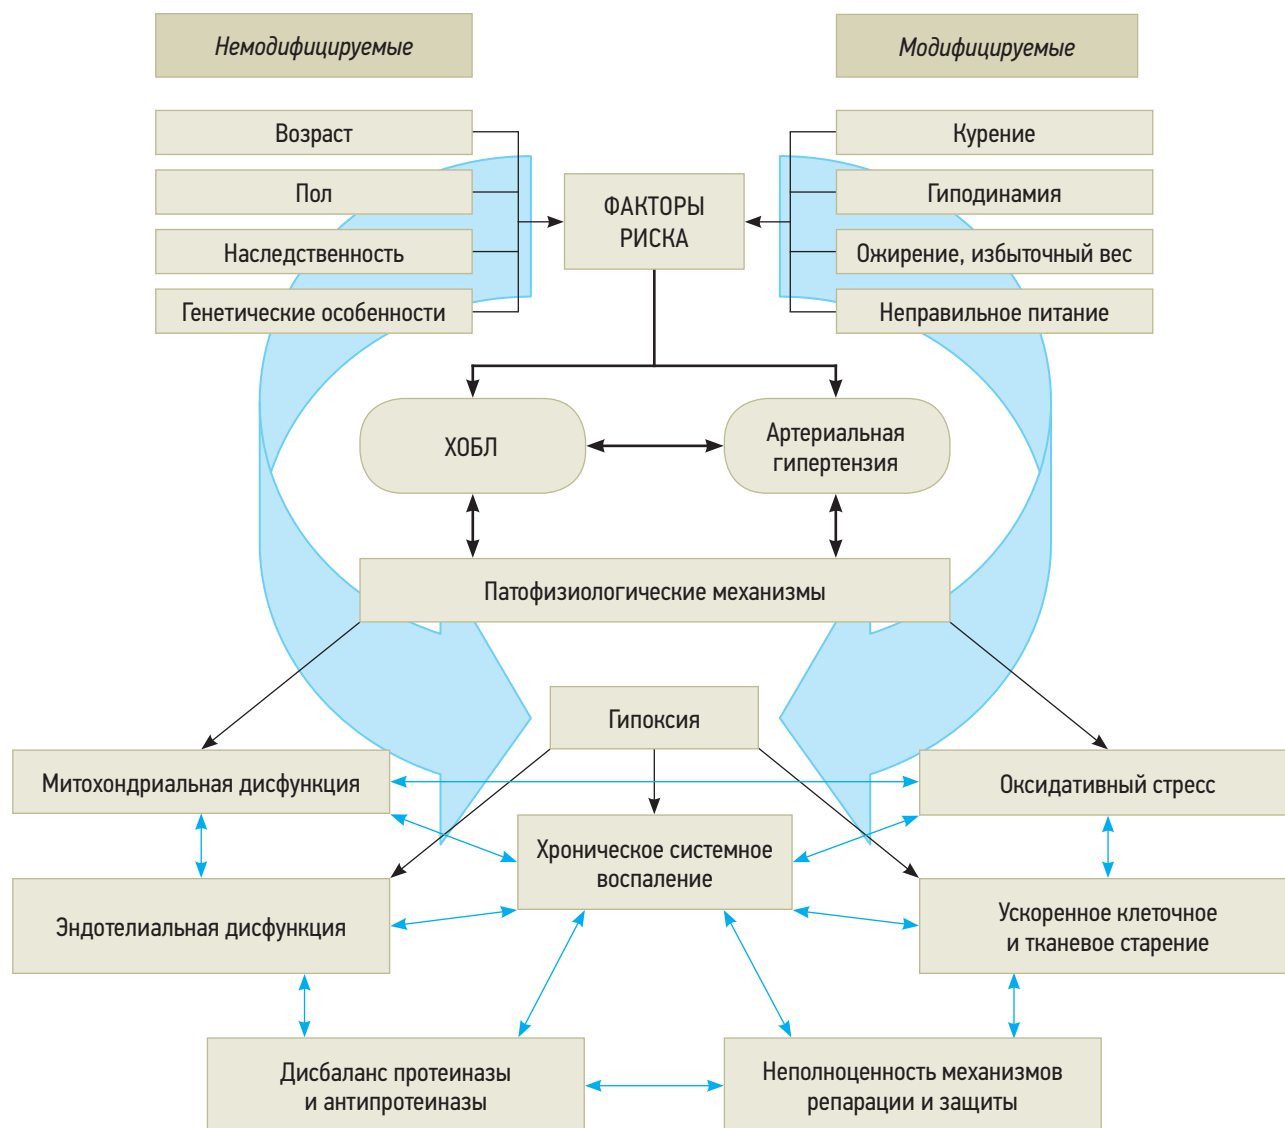 Немодифицируемые
Модифицируемые
Возраст
Пол
Наследственность
Генетические особенности
ФАКТОРЫ
РИСКА
Курение
Гиподинамия
Ожирение, избыточный вес
Неправильное питание
ХОБЛ
Артериальная
гипертензия
Патофизиологические механизмы
Гипоксия
Митохондриальная дисфункция
Оксидативный стресс
Хроническое системное
воспаление
Эндотелиальная дисфункция
Ускоренное клеточное
и тканевое старение
Дисбаланс протеиназы
и антипротеиназы
Неполноценность механизмов
репарации и защиты